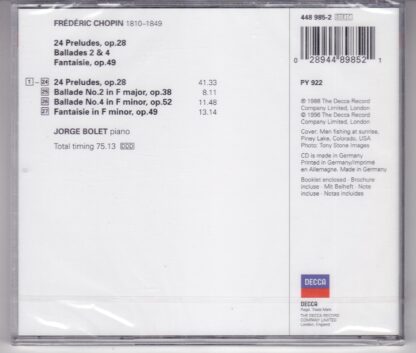 FRÉDÉRIC CHOPIN 1810–1849
24 Preludes, op.28
Ballades 2 & 4
Fantaisie, op.49
1 - 24 24 Preludes, op.28 41.33
25 Ballade No.2 in F major, op.38 8.11
26 Ballade No.4 in F minor, op.52 11.48
27 Fantaisie in F minor, op.49 13.14
JORGE BOLET piano
Total timing 75.13 DDD
448 985-2
0 28944 89852 1
PY 922
℗ 1988 The Decca Record
Company Limited, London
© 1996 The Decca Record
Company Limited, London
Cover: Man fishing at sunrise,
Piney Lake, Colorado, USA
Photo: Tony Stone Images
CD is made in Germany
Printed in Germany/Imprimé
en Allemagne. Made in Germany
Booklet enclosed · Brochure
incluse · Mit Beiheft · Note
incluse · Notas incluidas
DECCA
DECCA
Regd. Trade Mark
THE DECCA RECORD
COMPANY LIMITED
London, England